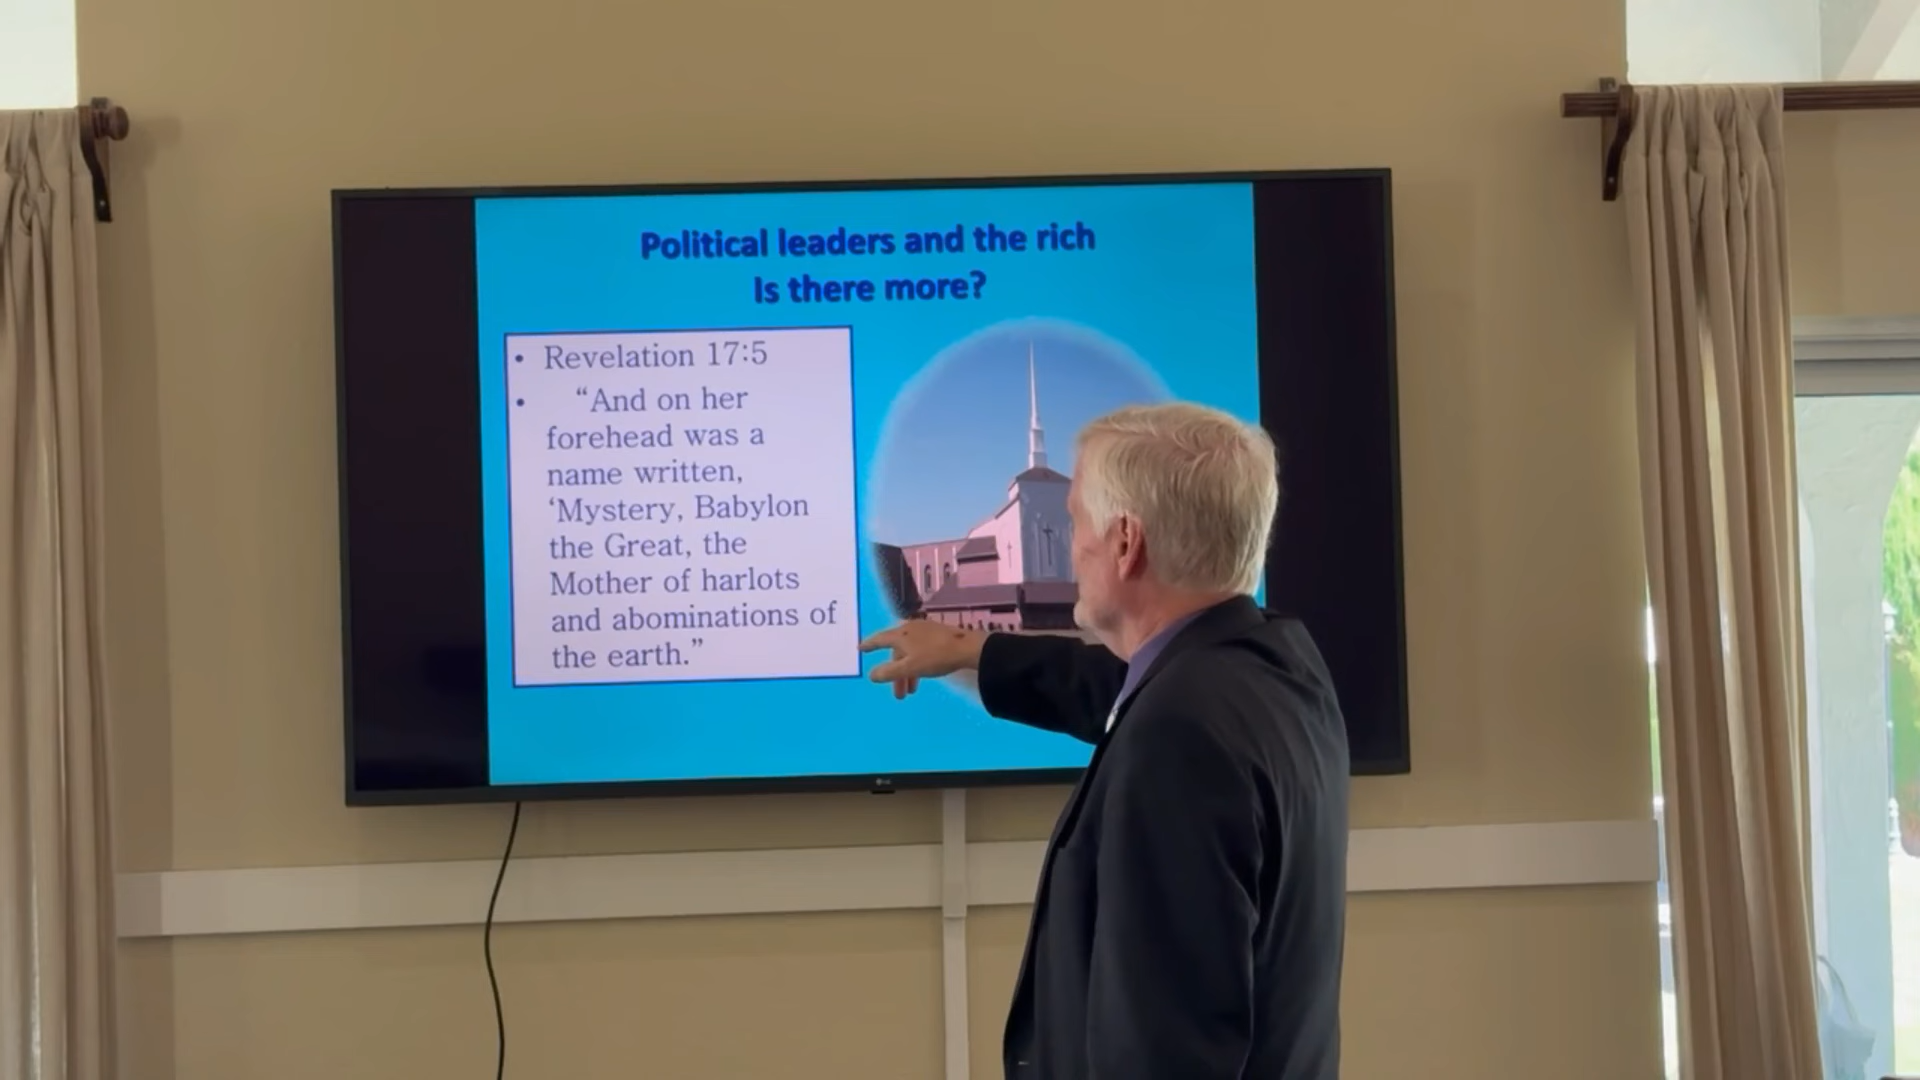 Political leaders and the rich
Is there more?
• Revelation 17:5
• “And on her
forehead was a
name written,
‘Mystery, Babylon
the Great, the
Mother of harlots
and abominations of
the earth.”
LG